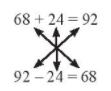 68 + 24 = 92
92 – 24 = 68